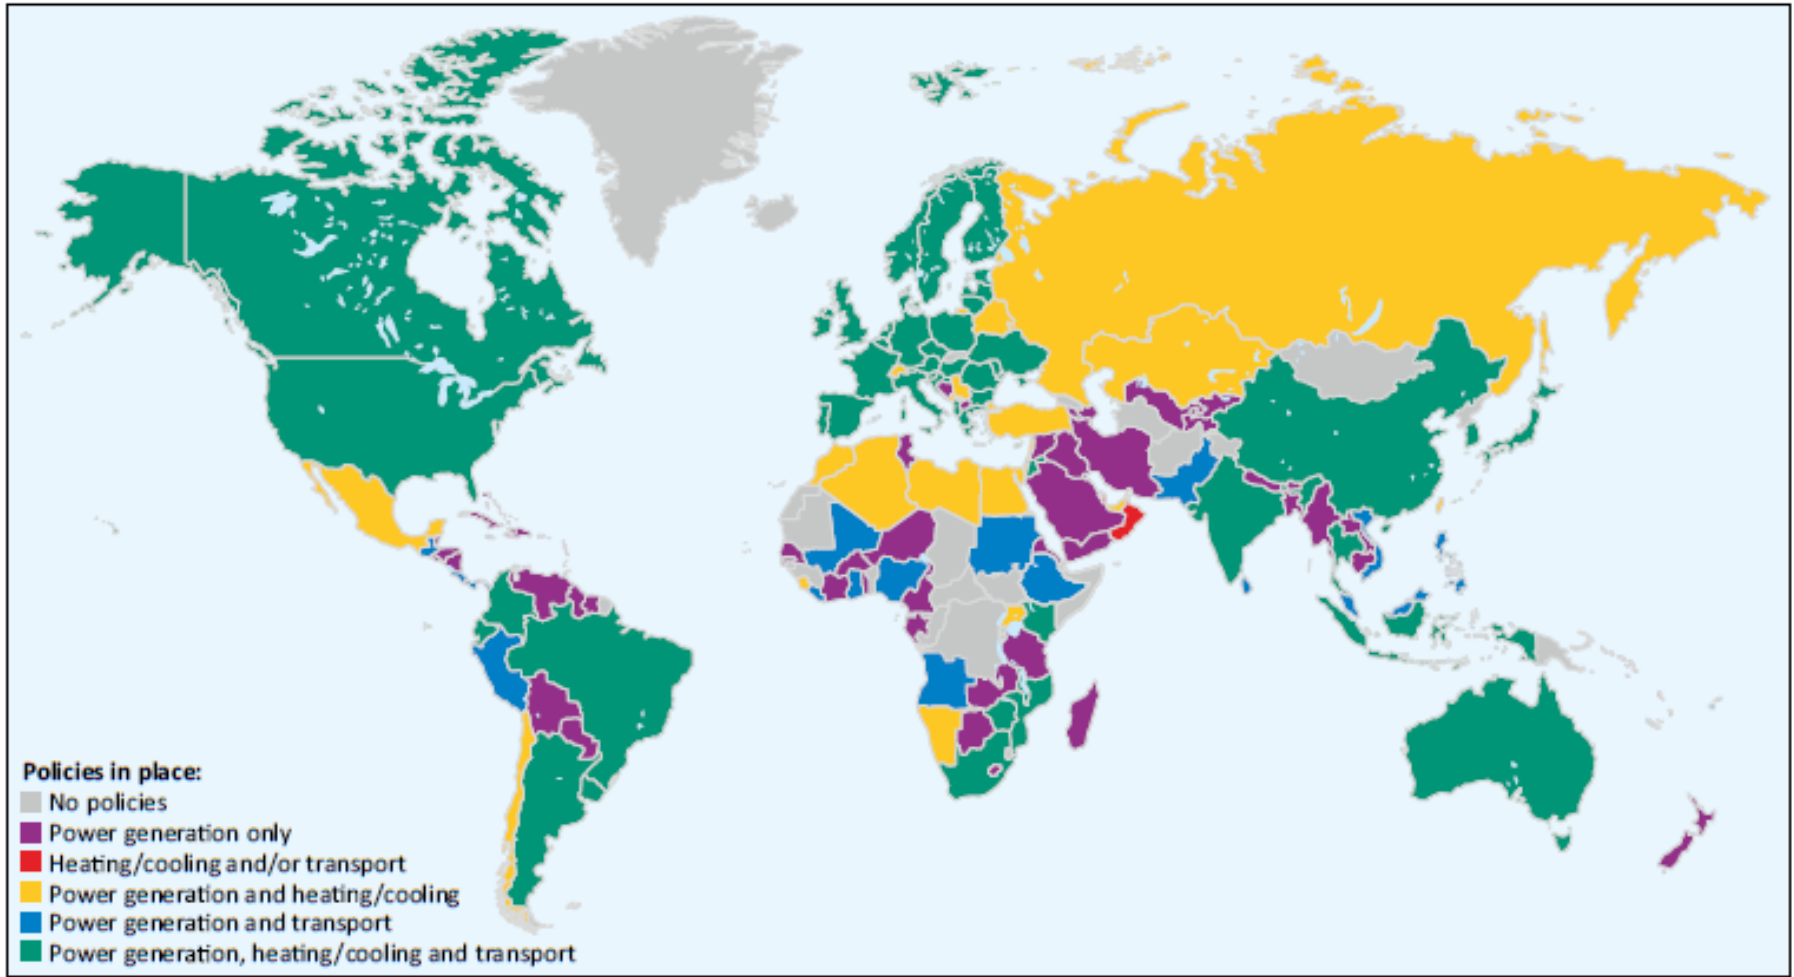 Policies in place:
No policies
Power generation only
Heating/cooling and/or transport
Power generation and heating/cooling
Power generation and transport
Power generation, heating/cooling and transport